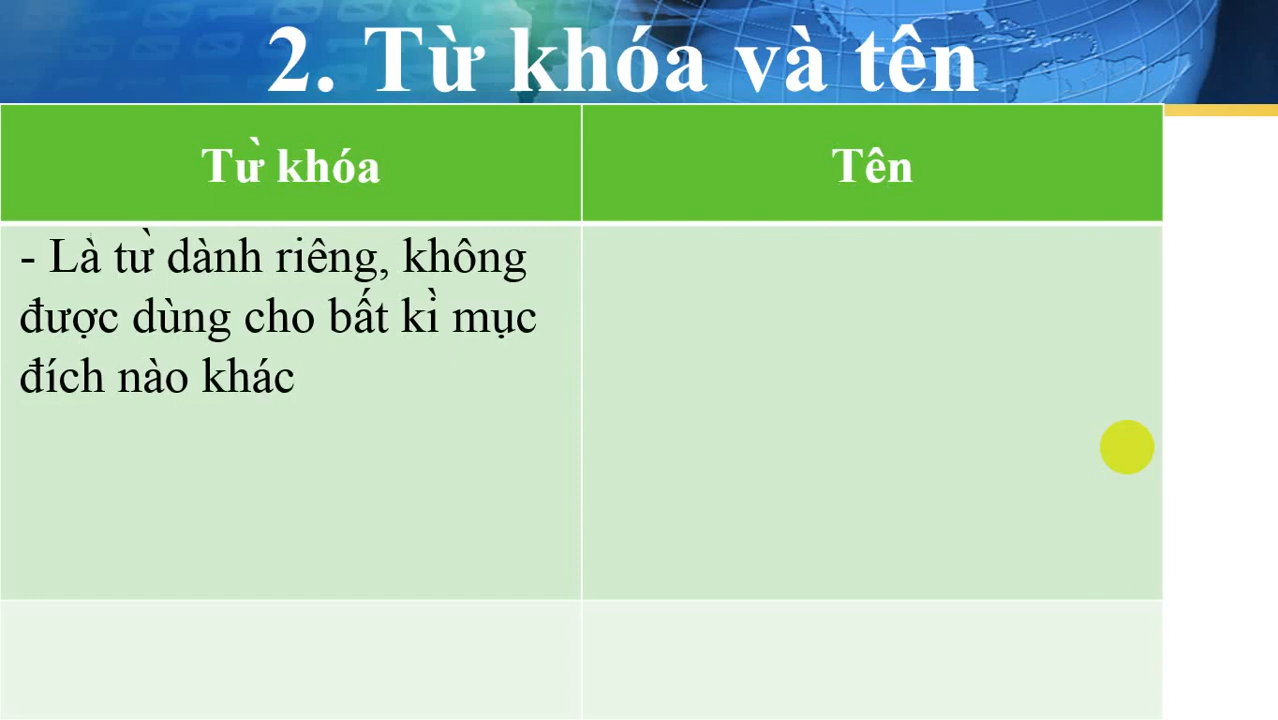 2. Từ khóa và tên
Từ khóa
Tên
- Là từ dành riêng, không
được dùng cho bất kì mục
đích nào khác